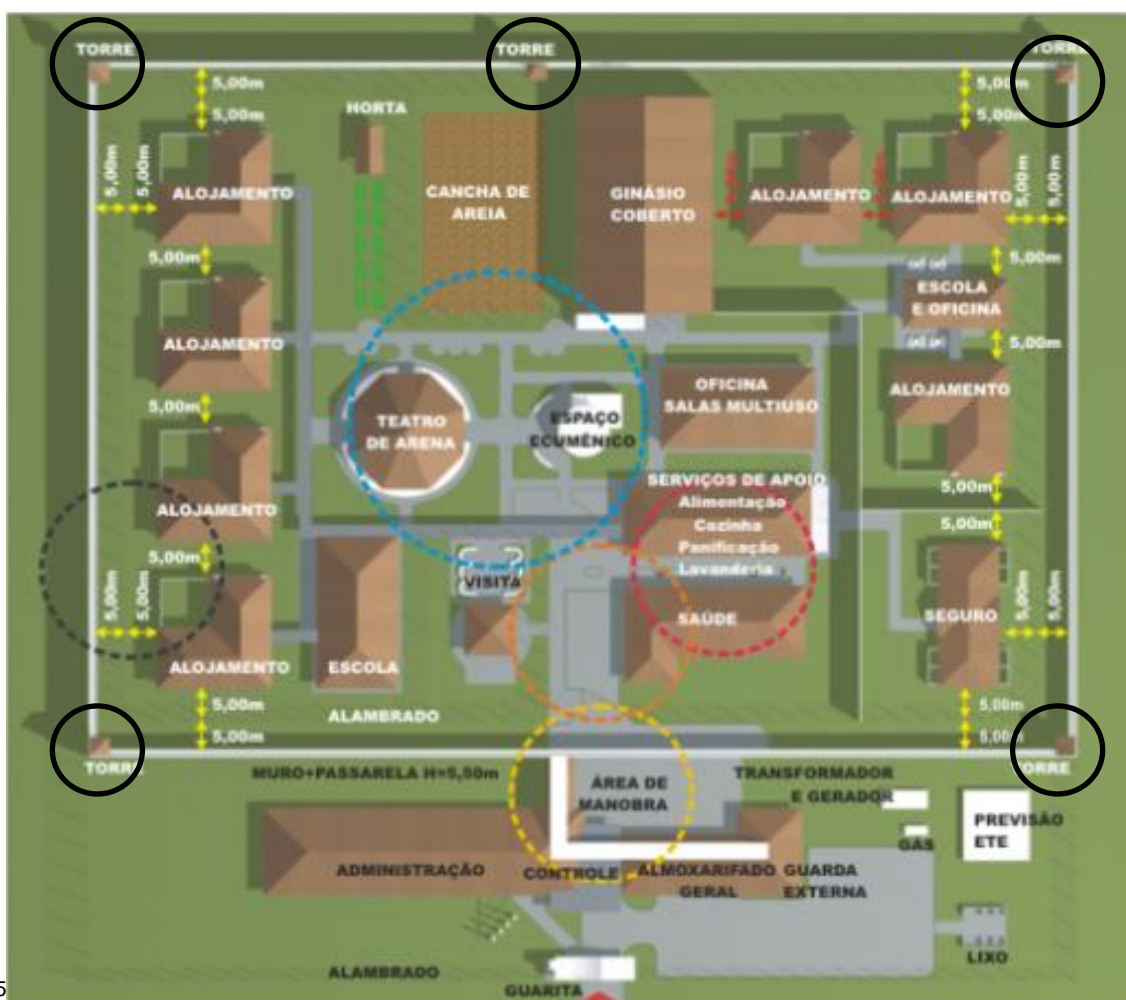 TORRE TORRE TORRE
5,00m 5,00m
HORTA
5,00m 5,00m
5,00m 5,00m
ALOJAMENTO
CANCHA DE
AREIA
GINÁSIO
COBERTO
ALOJAMENTO
ALOJAMENTO
5,00m 5,00m
5,00m
5,00m
ESCOLA
E OFICINA
ALOJAMENTO
5,00m
OFICINA
SALAS MULTIUSO
ALOJAMENTO
5,00m
TEATRO
DE ARENA
ESPAÇO
ECUMÊNICO
SERVIÇOS DE APOIO
Alimentação
Cozinha
Panificação
Lavanderia
5,00m
5,00m
ALOJAMENTO
5,00m
VISITA
5,00m 5,00m
SAÚDE
SEGURO
5,00m 5,00m
ALOJAMENTO
ESCOLA
5,00m
5,00m
ALAMBRADO
5,00m
5,00m
TORRE
TORRE
MURO+PASSARELA H=5,50m
ÁREA DE
MANOBRA
TRANSFORMADOR
E GERADOR
PREVISÃO
ETE
GÁS
ADMINISTRAÇÃO
CONTROLE
ALMOXARIFADO
GERAL
GUARDA
EXTERNA
LIXO
ALAMBRADO
GUARITA
5